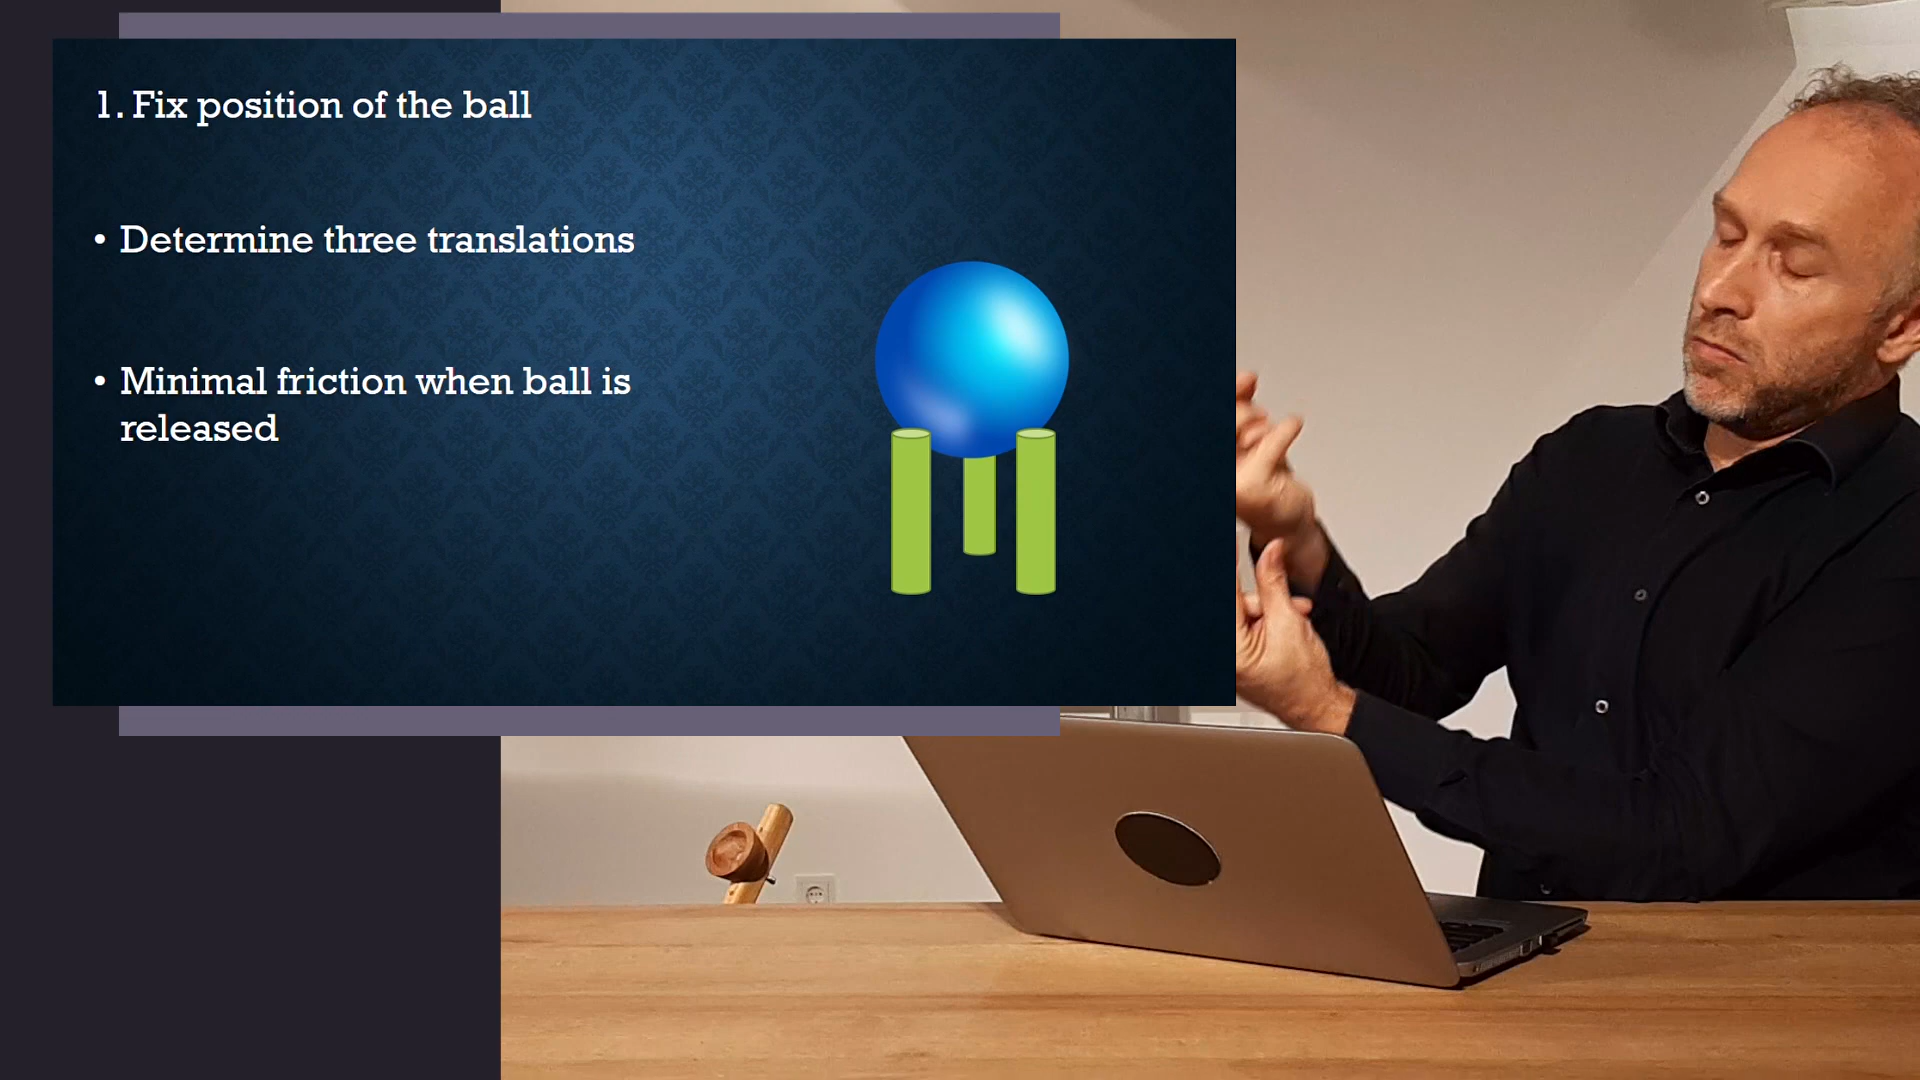 1. Fix position of the ball
• Determine three translations
• Minimal friction when ball is
released